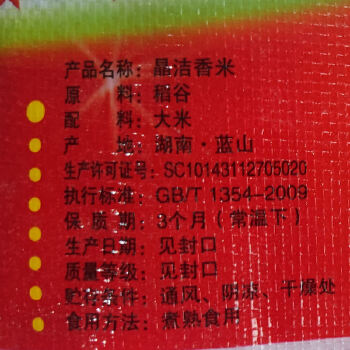 产品名称：晶洁香米
原　　料：稻谷
配　　料：大米
产　　地：湖南·蓝山
生产许可证号：SC10143112705020
执行标准：GB/T 1354-2009
保 质 期：3个月（常温下）
生产日期：见封口
质量等级：见封口
贮存条件：通风、阴凉、干爆处
食用方法：煮熟食用